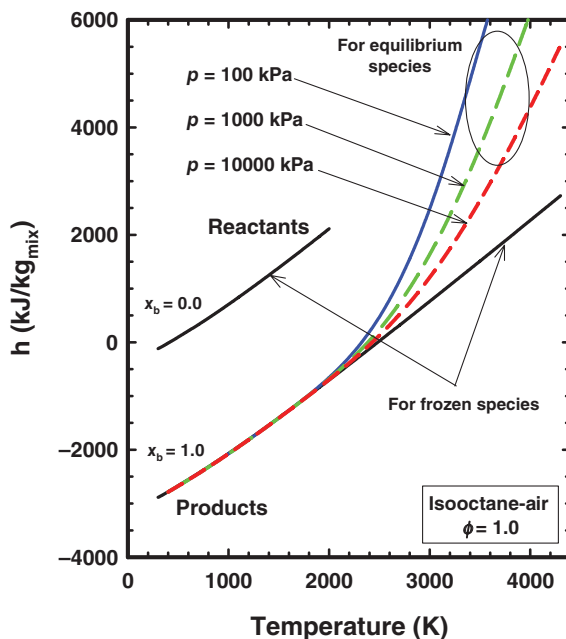 6000
4000
2000
0
−2000
−4000
h (kJ/kg_mix)
For equilibrium
species
p = 100 kPa
p = 1000 kPa
p = 10000 kPa
Reactants
x_b = 0.0
For frozen species
x_b = 1.0
Products
Isooctane-air
ϕ = 1.0
0 1000 2000 3000 4000
Temperature (K)